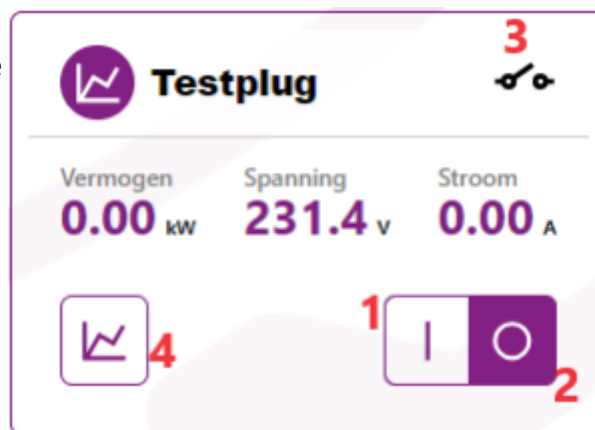 e
3
Testplug
Vermogen Spanning Stroom
0.00 kW 231.4 V 0.00 A
1
4
2